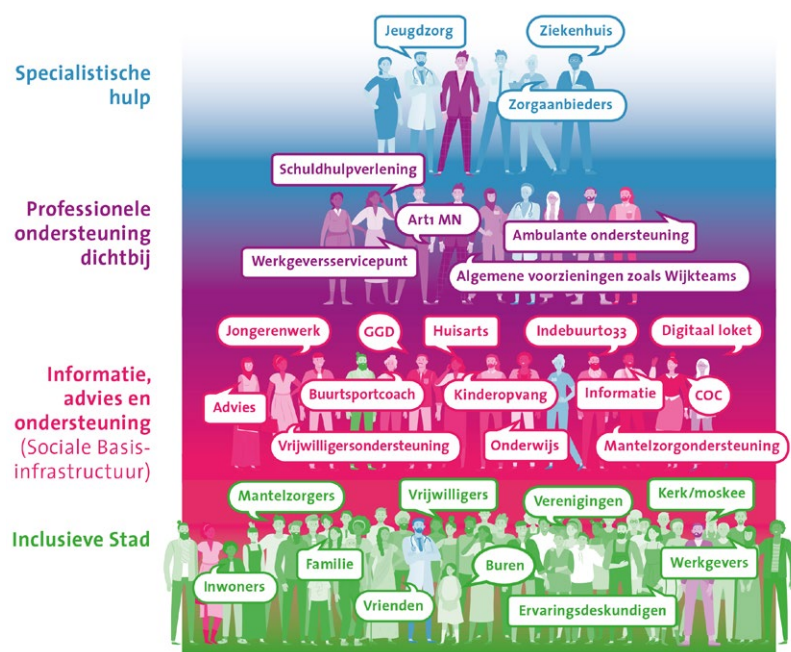 Specialistische
hulp
Jeugdzorg
Ziekenhuis
Zorgaanbieders
Professionele
ondersteuning
dichtbij
Schuldhulpverlening
Art1 MN
Ambulante ondersteuning
Werkgeversservicepunt
Algemene voorzieningen zoals Wijkteams
Informatie,
advies en
ondersteuning
(Sociale Basis-
infrastructuur)
Jongerenwerk
GGD
Huisarts
Indebuurt033
Digitaal loket
Advies
Buurtsportcoach
Kinderopvang
Informatie
COC
Vrijwilligersondersteuning
Onderwijs
Mantelzorgondersteuning
Inclusieve Stad
Mantelzorgers
Vrijwilligers
Verenigingen
Kerk/moskee
Inwoners
Familie
Buren
Werkgevers
Vrienden
Ervaringsdeskundigen